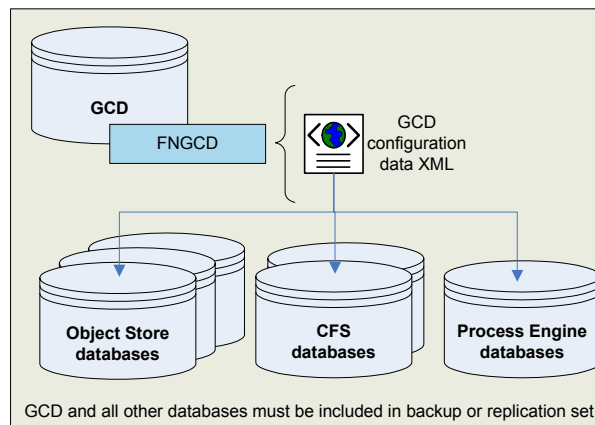 GCD
FNGCD
GCD
configuration
data XML
Object Store
databases
CFS
databases
Process Engine
databases
GCD and all other databases must be included in backup or replication set